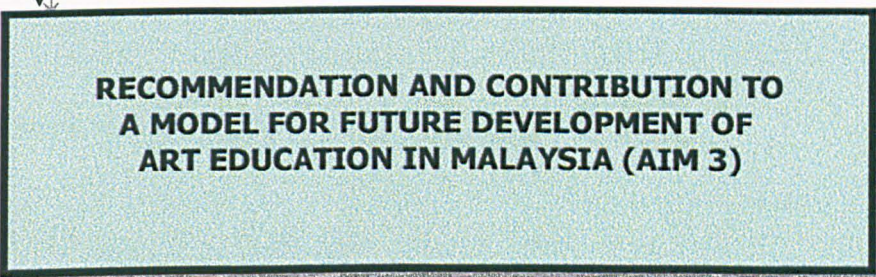 RECOMMENDATION AND CONTRIBUTION TO
A MODEL FOR FUTURE DEVELOPMENT OF
ART EDUCATION IN MALAYSIA (AIM 3)